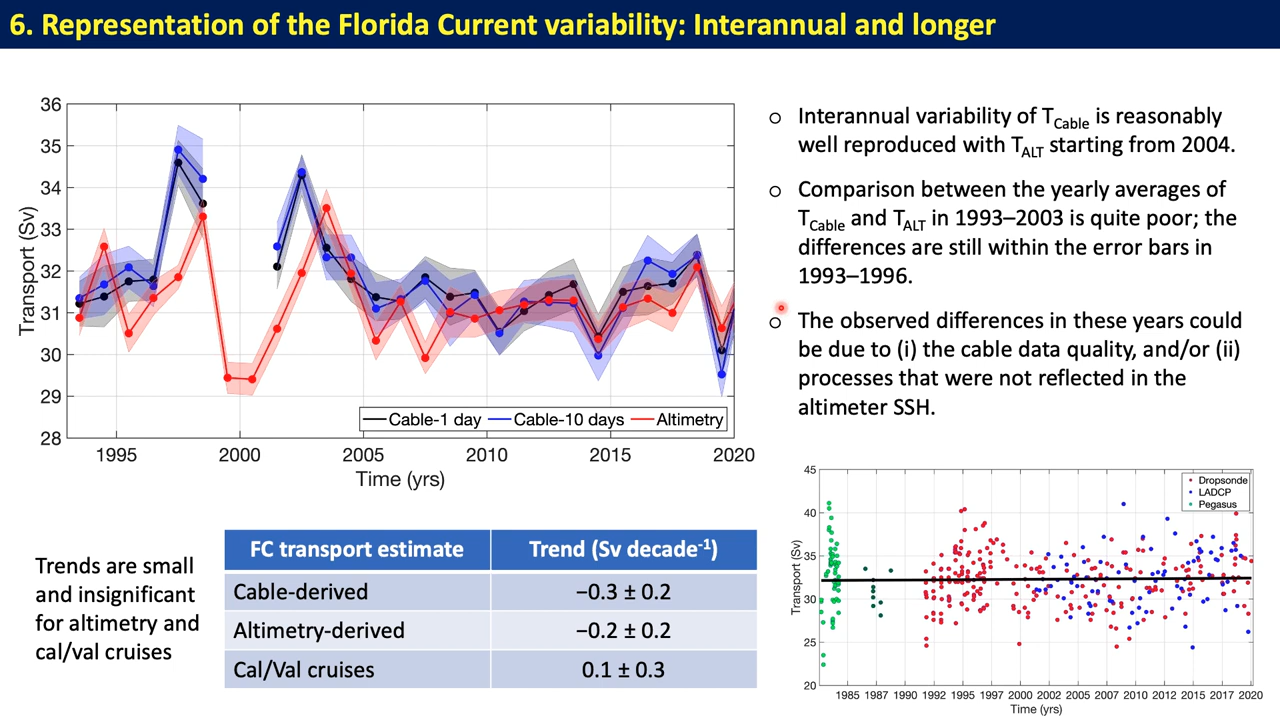 6. Representation of the Florida Current variability: Interannual and longer
36
35
34
33
32
31
30
29
28
Transport (Sv)
Cable-1 day
Cable-10 days
Altimetry
1995
2000
2005
2010
2015
2020
Time (yrs)
○ Interannual variability of TCable is reasonably
well reproduced with TALT starting from 2004.
○ Comparison between the yearly averages of
TCable and TALT in 1993–2003 is quite poor; the
differences are still within the error bars in
1993–1996.
○ The observed differences in these years could
be due to (i) the cable data quality, and/or (ii)
processes that were not reflected in the
altimeter SSH.
Trends are small
and insignificant
for altimetry and
cal/val cruises
FC transport estimate Trend (Sv decade-1)
Cable-derived −0.3 ± 0.2
Altimetry-derived −0.2 ± 0.2
Cal/Val cruises 0.1 ± 0.3
45
40
35
30
25
20
Transport (Sv)
Dropsonde
LADCP
Pegasus
1985 1987 1990 1992 1995 1997 2000 2002 2005 2007 2010 2012 2015 2017 2020
Time (yrs)